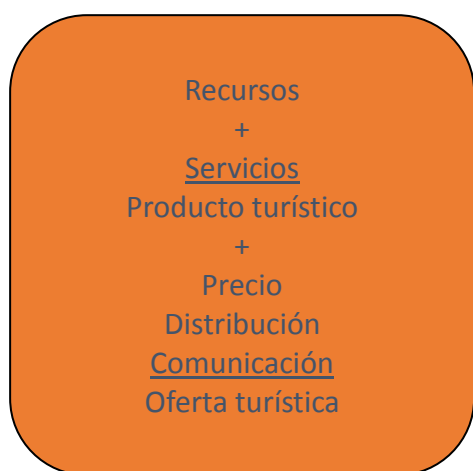 Recursos
+
Servicios
Producto turístico
+
Precio
Distribución
Comunicación
Oferta turística